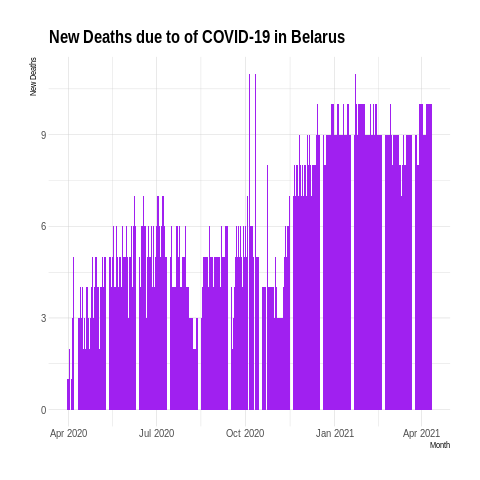 New Deaths due to of COVID-19 in Belarus
New Deaths
9
6
3
0
Apr 2020 Jul 2020 Oct 2020 Jan 2021 Apr 2021
Month